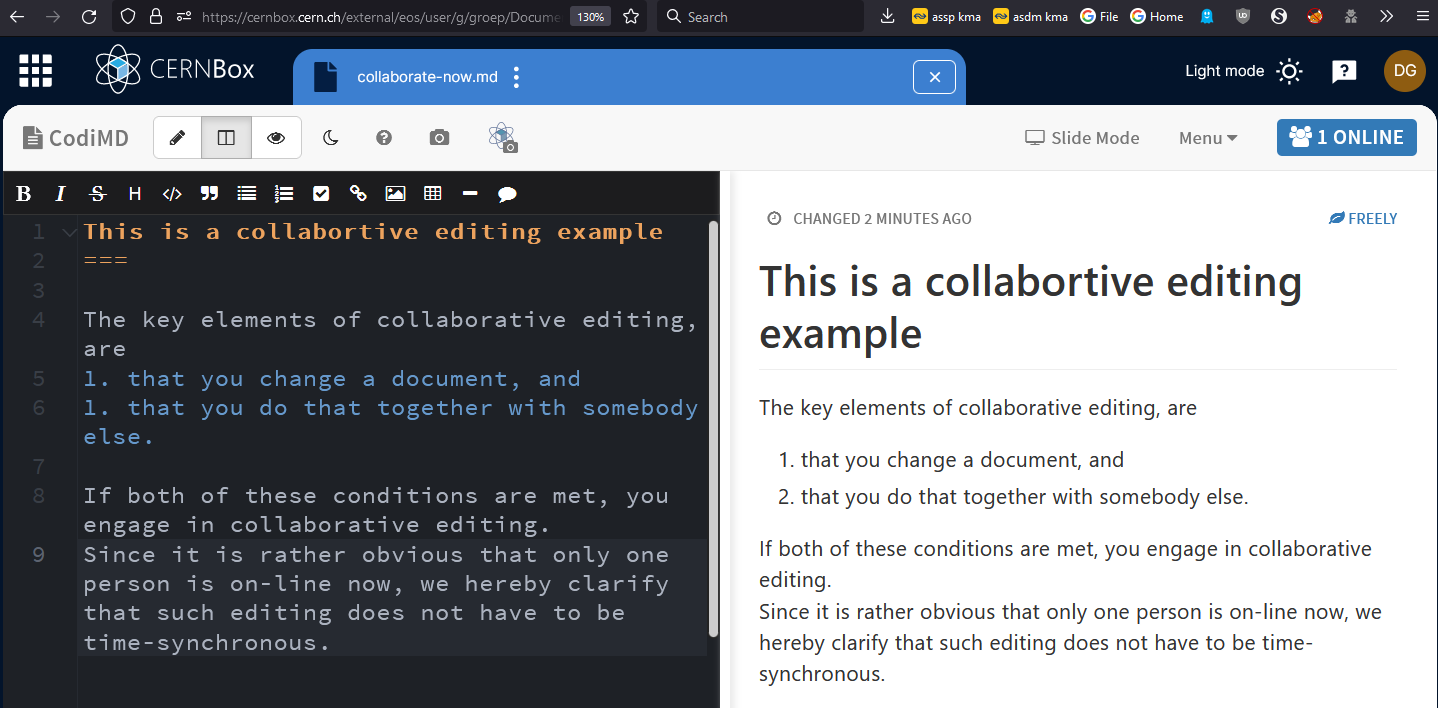 https://cernbox.cern.ch/external/eos/user/g/groep/Docume
130%
Search
assp kma
asdm kma
File
Home
CERNBox
collaborate-now.md
Light mode
?
DG
CodiMD
Slide Mode
Menu
1 ONLINE
B I S H
1 This is a collabortive editing example
2 ===
3
4 The key elements of collaborative editing,
are
5 1. that you change a document, and
6 1. that you do that together with somebody
else.
7
8 If both of these conditions are met, you
engage in collaborative editing.
9 Since it is rather obvious that only one
person is on-line now, we hereby clarify
that such editing does not have to be
time-synchronous.
CHANGED 2 MINUTES AGO
FREELY
This is a collabortive editing
example
The key elements of collaborative editing, are
1. that you change a document, and
2. that you do that together with somebody else.
If both of these conditions are met, you engage in collaborative
editing.
Since it is rather obvious that only one person is on-line now, we
hereby clarify that such editing does not have to be time-
synchronous.